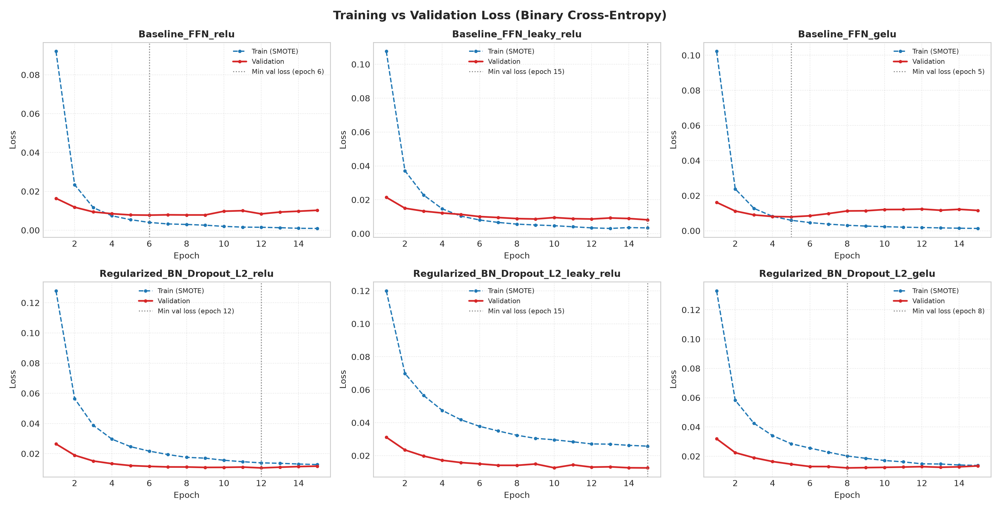 Training vs Validation Loss (Binary Cross-Entropy)
Baseline_FFN_relu
Train (SMOTE)
Validation
Min val loss (epoch 6)
Loss
0.08
0.06
0.04
0.02
0.00
2 4 6 8 10 12 14
Epoch
Baseline_FFN_leaky_relu
Train (SMOTE)
Validation
Min val loss (epoch 15)
Loss
0.10
0.08
0.06
0.04
0.02
0.00
2 4 6 8 10 12 14
Epoch
Baseline_FFN_gelu
Train (SMOTE)
Validation
Min val loss (epoch 5)
Loss
0.10
0.08
0.06
0.04
0.02
0.00
2 4 6 8 10 12 14
Epoch
Regularized_BN_Dropout_L2_relu
Train (SMOTE)
Validation
Min val loss (epoch 12)
Loss
0.12
0.10
0.08
0.06
0.04
0.02
2 4 6 8 10 12 14
Epoch
Regularized_BN_Dropout_L2_leaky_relu
Train (SMOTE)
Validation
Min val loss (epoch 15)
Loss
0.12
0.10
0.08
0.06
0.04
0.02
2 4 6 8 10 12 14
Epoch
Regularized_BN_Dropout_L2_gelu
Train (SMOTE)
Validation
Min val loss (epoch 8)
Loss
0.12
0.10
0.08
0.06
0.04
0.02
2 4 6 8 10 12 14
Epoch